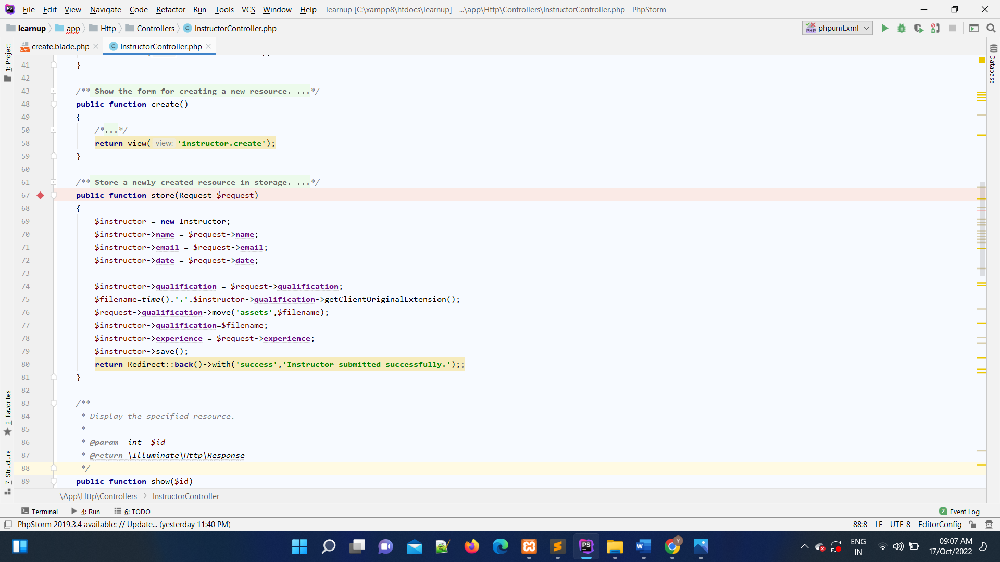 File Edit View Navigate Code Refactor Run Tools VCS Window Help learnup [C:\xampp8\htdocs\learnup] - ...\app\Http\Controllers\InstructorController.php - PhpStorm
learnup app Http Controllers InstructorController.php phpunit.xml
create.blade.php InstructorController.php
1: Project
2: Favorites
7: Structure
Database
41 }
42
43 /** Show the form for creating a new resource. ...*/
48 public function create()
49 {
50 /*...*/
58 return view( view: 'instructor.create');
59 }
60
61 /** Store a newly created resource in storage. ...*/
67 public function store(Request $request)
68 {
69 $instructor = new Instructor;
70 $instructor->name = $request->name;
71 $instructor->email = $request->email;
72 $instructor->date = $request->date;
73
74 $instructor->qualification = $request->qualification;
75 $filename=time().'.'.$instructor->qualification->getClientOriginalExtension();
76 $request->qualification->move('assets',$filename);
77 $instructor->qualification=$filename;
78 $instructor->experience = $request->experience;
79 $instructor->save();
80 return Redirect::back()->with('success','Instructor submitted successfully.');;
81 }
82
83 /**
84 * Display the specified resource.
85 *
86 * @param int $id
87 * @return \Illuminate\Http\Response
88 */
89 public function show($id)
\App\Http\Controllers InstructorController
Terminal 4: Run 6: TODO 2 Event Log
PhpStorm 2019.3.4 available: // Update... (yesterday 11:40 PM) 88:8 LF UTF-8 EditorConfig
ENG 09:07 AM
IN 17/Oct/2022